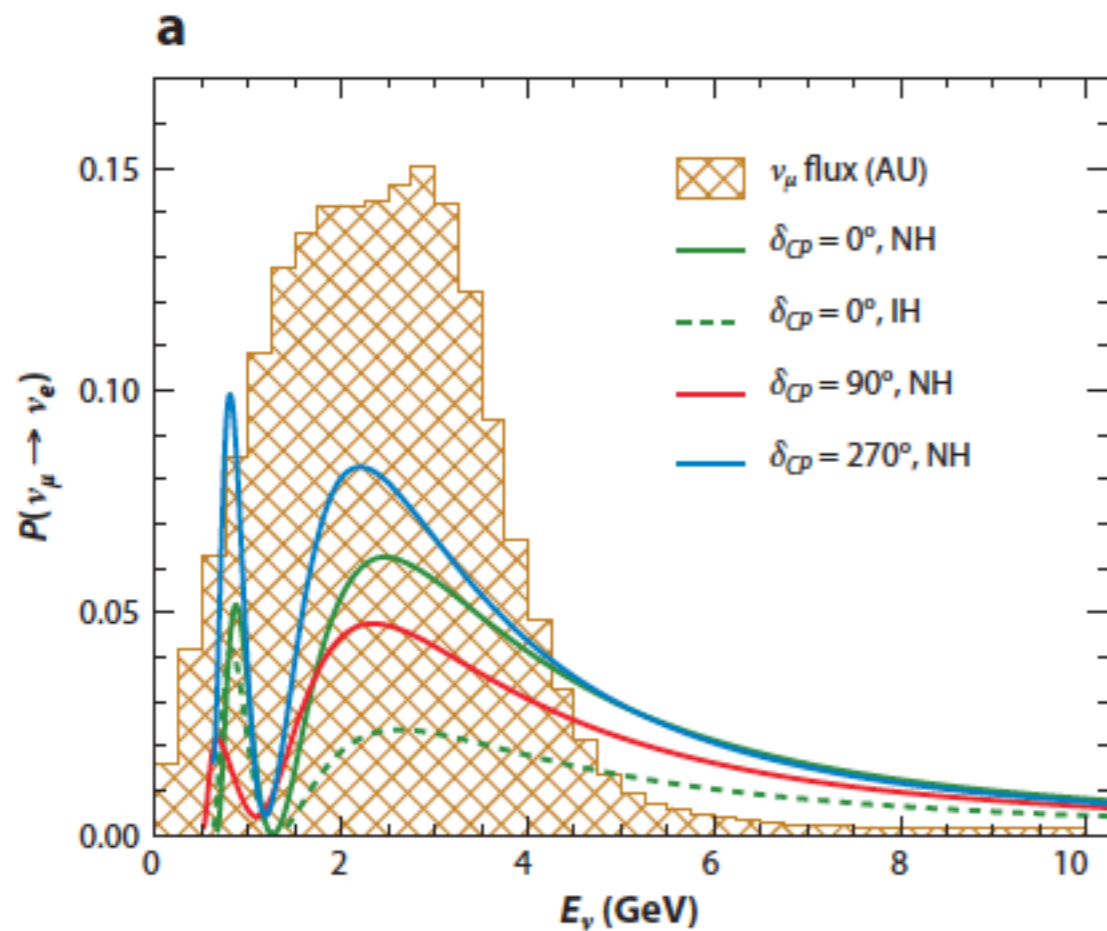 a
0.15
0.10
0.05
0.00
P(νμ → νe)
νμ flux (AU)
δCP = 0°, NH
δCP = 0°, IH
δCP = 90°, NH
δCP = 270°, NH
0 2 4 6 8 10
Eν (GeV)